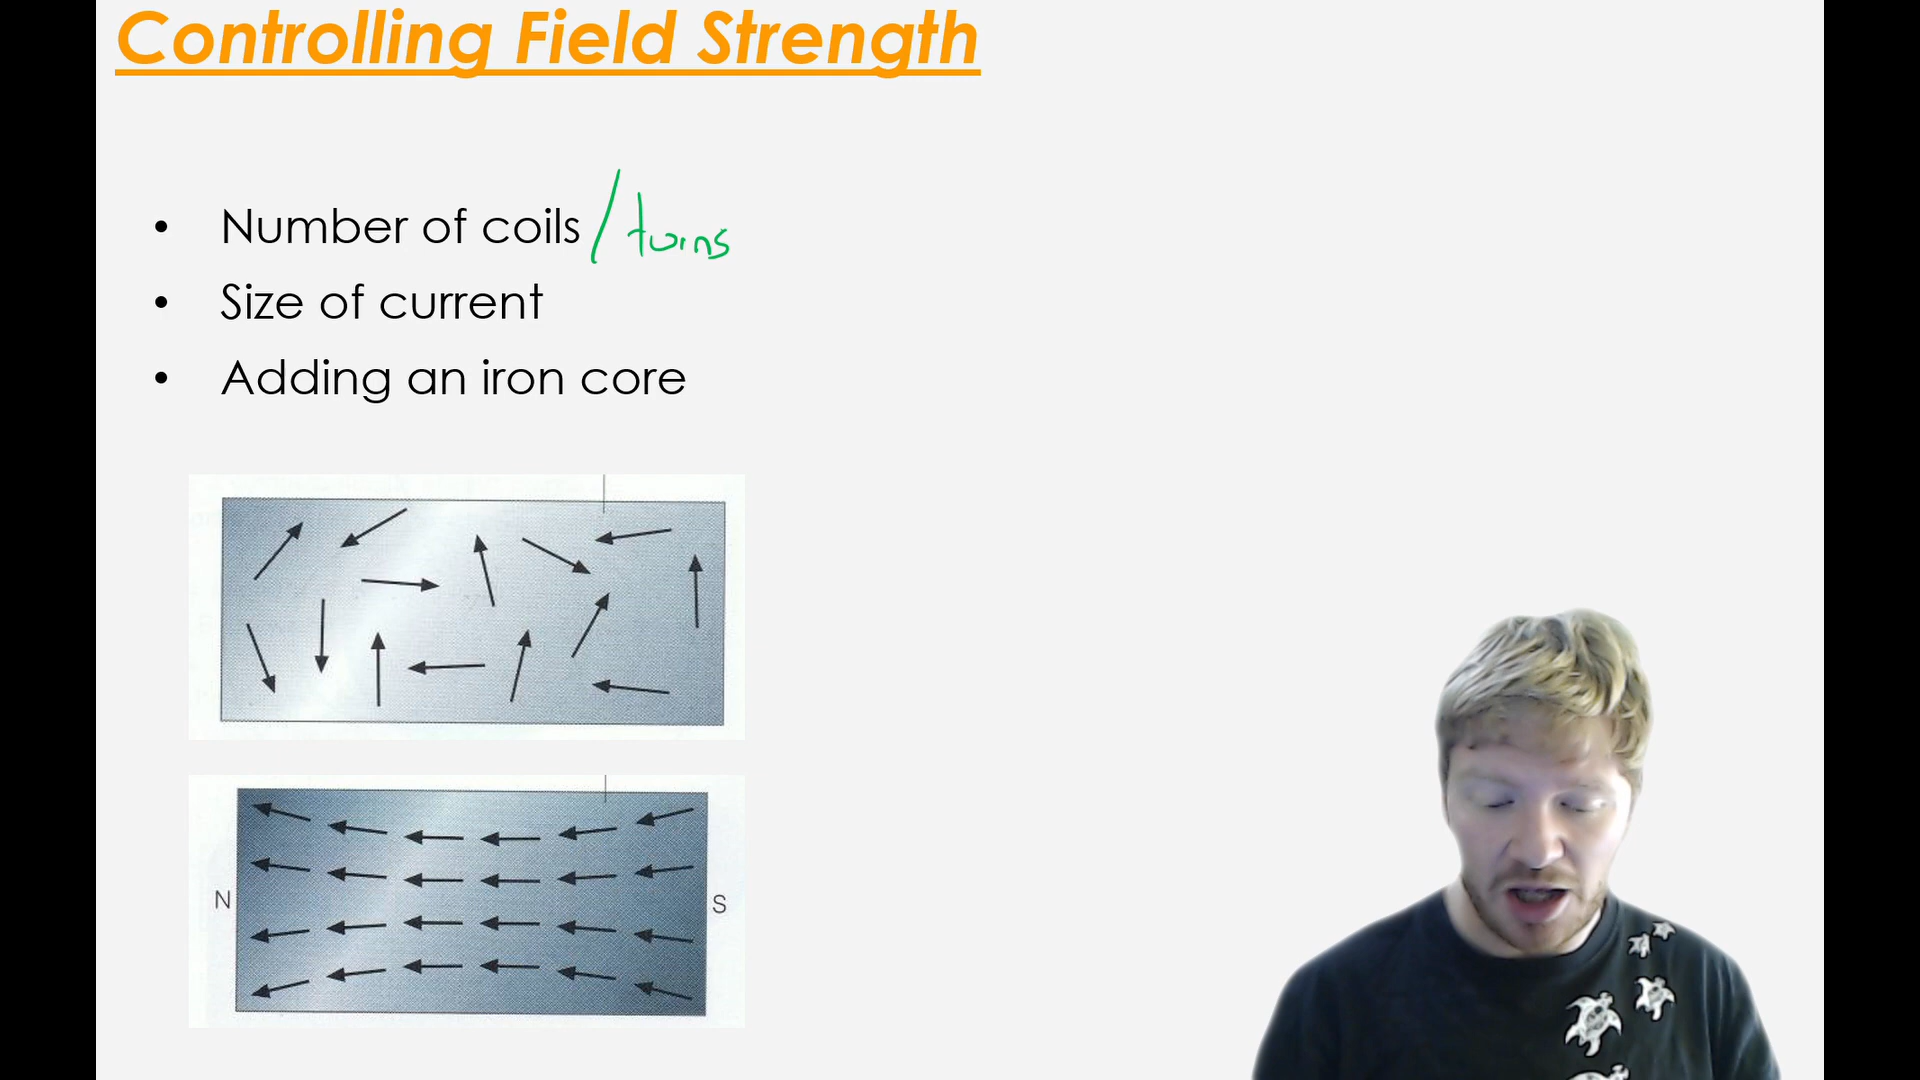 Controlling Field Strength
• Number of coils / turns
• Size of current
• Adding an iron core
N
S